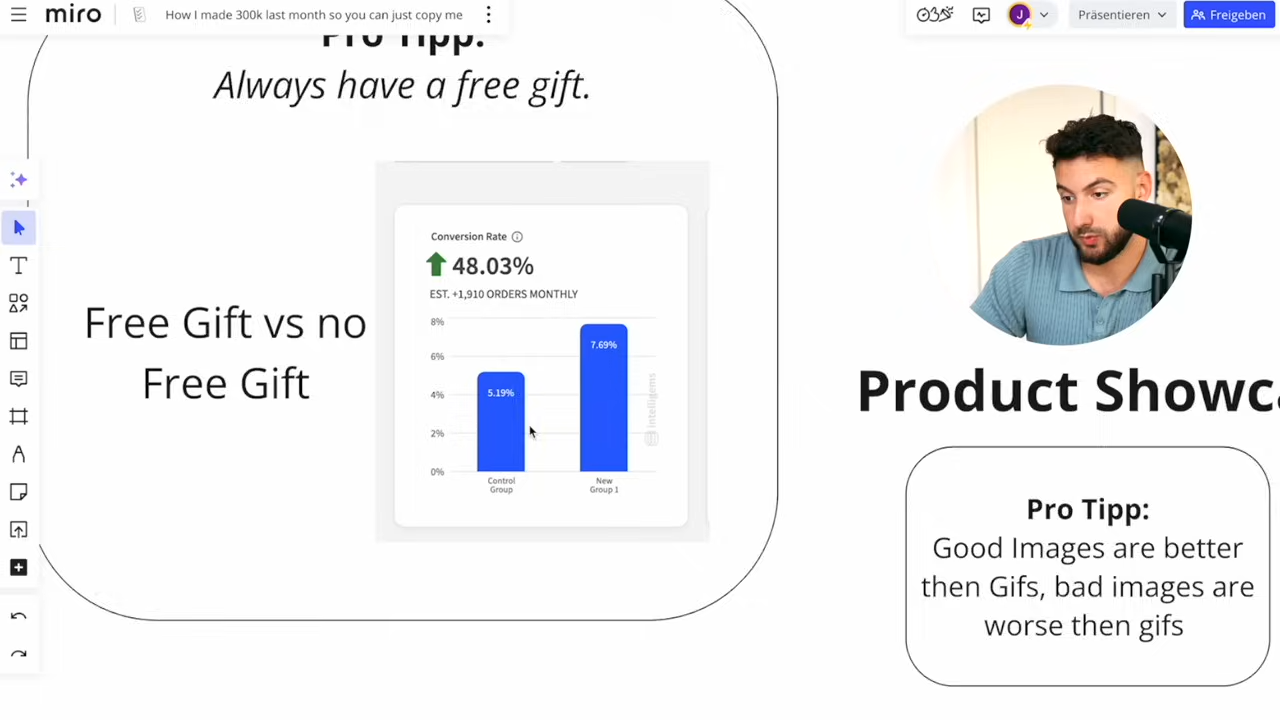 miro
How I made 300k last month so you can just copy me
J
Präsentieren
Freigeben
Pro Tipp:
Always have a free gift.
Free Gift vs no
Free Gift
Conversion Rate
48.03%
EST. +1,910 ORDERS MONTHLY
8%
6%
4%
2%
0%
5.19%
7.69%
intelligems
Control
Group
New
Group 1
Product Showc
Pro Tipp:
Good Images are better
then Gifs, bad images are
worse then gifs